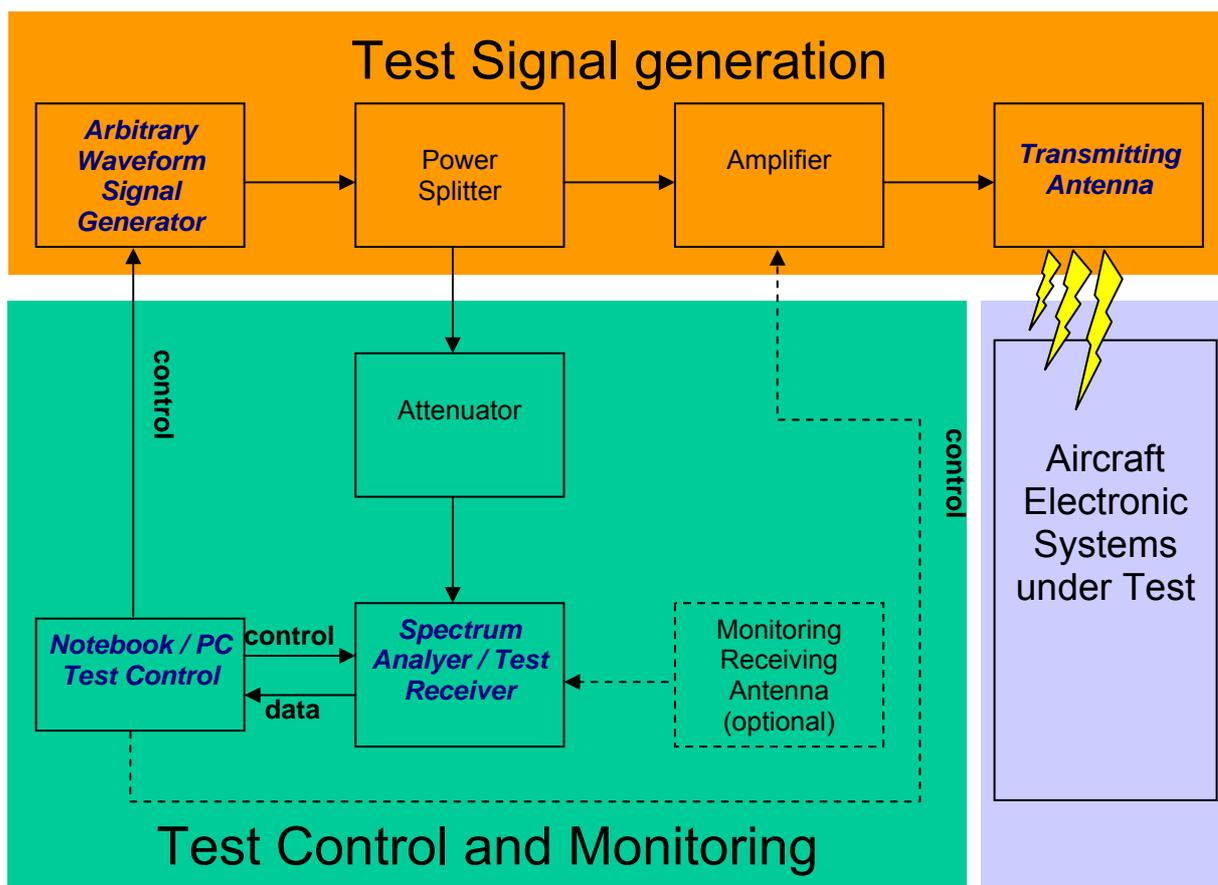 Test Signal generation
Arbitrary
Waveform
Signal
Generator
Power
Splitter
Amplifier
Transmitting
Antenna
control
Attenuator
control
Aircraft
Electronic
Systems
under Test
Notebook / PC
Test Control
control
data
Spectrum
Analyer / Test
Receiver
Monitoring
Receiving
Antenna
(optional)
Test Control and Monitoring